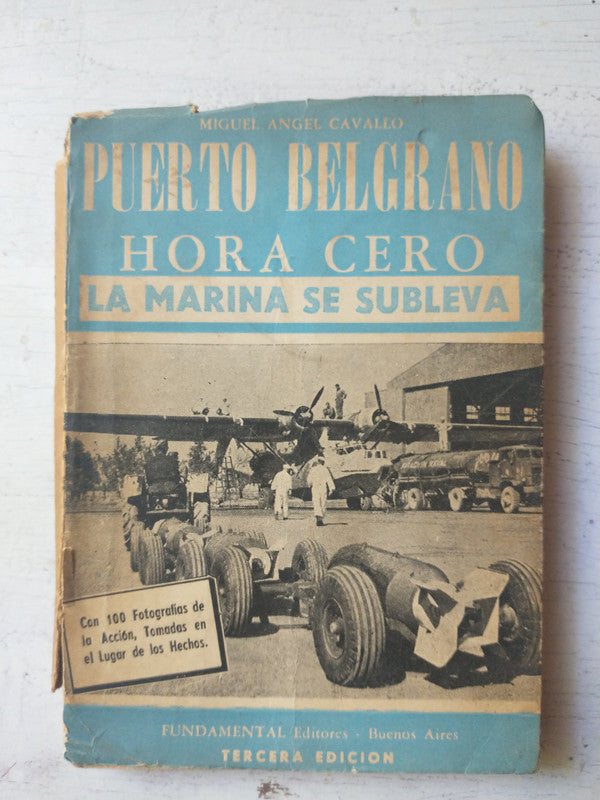 MIGUEL ANGEL CAVALLO
PUERTO BELGRANO
HORA CERO
LA MARINA SE SUBLEVA
Con 100 Fotografías de
la Acción, Tomadas en
el Lugar de los Hechos.
FUNDAMENTAL Editores - Buenos Aires
TERCERA EDICION